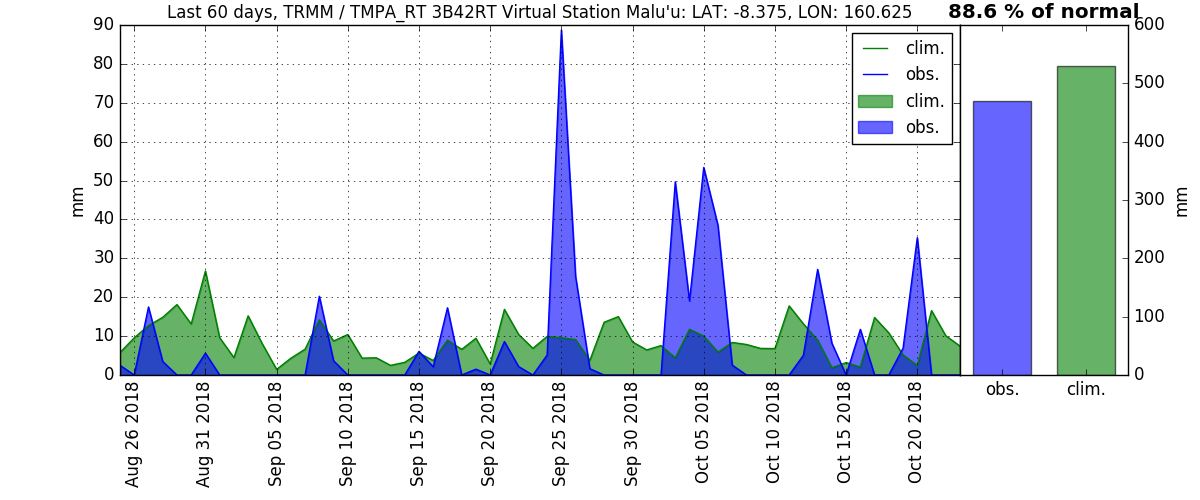 Last 60 days, TRMM / TMPA_RT 3B42RT Virtual Station Malu'u: LAT: -8.375, LON: 160.625
88.6 % of normal
90
80
70
60
50
40
30
20
10
0
mm
clim.
obs.
clim.
obs.
600
500
400
300
200
100
0
mm
Aug 26 2018
Aug 31 2018
Sep 05 2018
Sep 10 2018
Sep 15 2018
Sep 20 2018
Sep 25 2018
Sep 30 2018
Oct 05 2018
Oct 10 2018
Oct 15 2018
Oct 20 2018
obs.
clim.